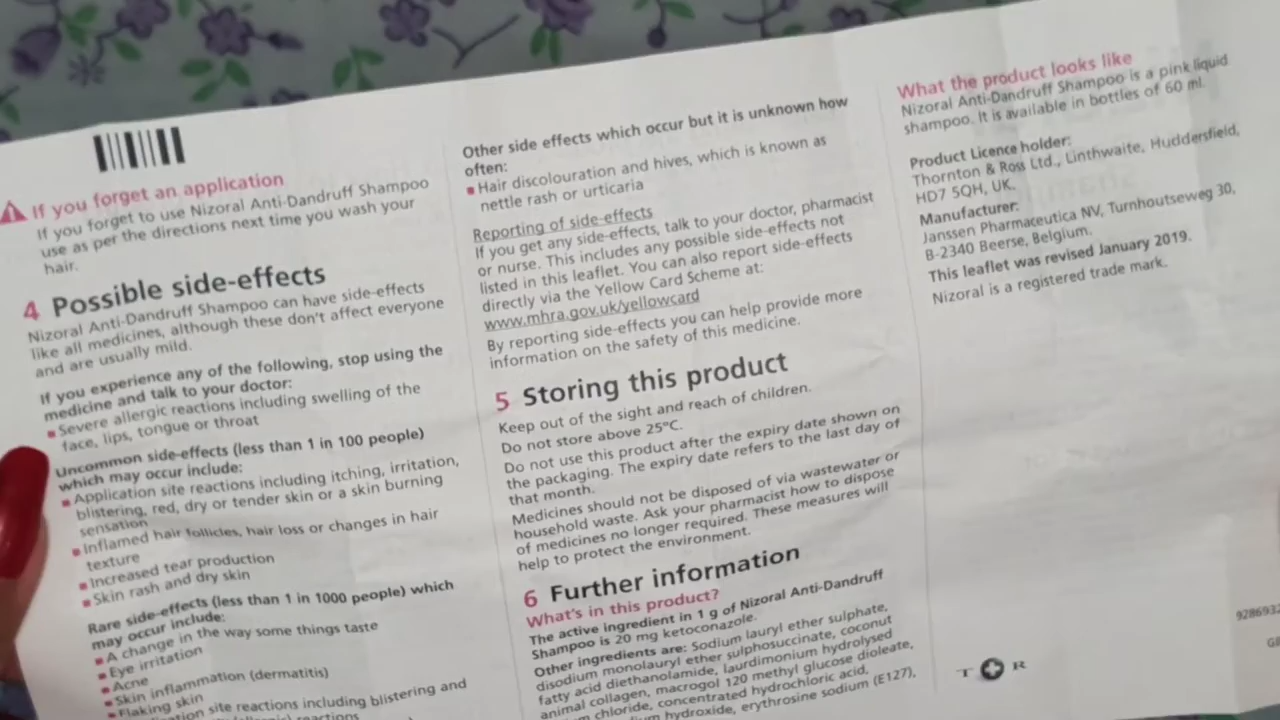 If you forget an application
If you forget to use Nizoral Anti-Dandruff Shampoo
use as per the directions next time you wash your
hair.
4 Possible side-effects
Nizoral Anti-Dandruff Shampoo can have side-effects
like all medicines, although these don't affect everyone
and are usually mild.
If you experience any of the following, stop using the
medicine and talk to your doctor:
Severe allergic reactions including swelling of the
face, lips, tongue or throat
Uncommon side-effects (less than 1 in 100 people)
which may occur include:
Application site reactions including itching, irritation,
blistering, red, dry or tender skin or a skin burning
sensation
Inflamed hair follicles, hair loss or changes in hair
texture
Increased tear production
Skin rash and dry skin
Rare side-effects (less than 1 in 1000 people) which
may occur include:
A change in the way some things taste
Eye irritation
Acne
Skin inflammation (dermatitis)
Flaking skin
site reactions including blistering and
reactions
Other side effects which occur but it is unknown how
often:
Hair discolouration and hives, which is known as
nettle rash or urticaria
Reporting of side-effects
If you get any side-effects, talk to your doctor, pharmacist
or nurse. This includes any possible side-effects not
listed in this leaflet. You can also report side-effects
directly via the Yellow Card Scheme at:
www.mhra.gov.uk/yellowcard
By reporting side-effects you can help provide more
information on the safety of this medicine.
5 Storing this product
Keep out of the sight and reach of children.
Do not store above 25°C.
Do not use this product after the expiry date shown on
the packaging. The expiry date refers to the last day of
that month.
Medicines should not be disposed of via wastewater or
household waste. Ask your pharmacist how to dispose
of medicines no longer required. These measures will
help to protect the environment.
6 Further information
What's in this product?
The active ingredient in 1 g of Nizoral Anti-Dandruff
Shampoo is 20 mg ketoconazole.
Other ingredients are: Sodium lauryl ether sulphate,
disodium monolauryl ether sulphosuccinate, coconut
fatty acid diethanolamide, laurdimonium hydrolysed
animal collagen, macrogol 120 methyl glucose dioleate,
chloride, concentrated hydrochloric acid,
hydroxide, erythrosine sodium (E127),
What the product looks like
Nizoral Anti-Dandruff Shampoo is a pink liquid
shampoo. It is available in bottles of 60 ml.
Product Licence holder:
Thornton & Ross Ltd., Linthwaite, Huddersfield,
HD7 5QH, UK.
Manufacturer:
Janssen Pharmaceutica NV, Turnhoutseweg 30,
B-2340 Beerse, Belgium.
This leaflet was revised January 2019.
Nizoral is a registered trade mark.
T R